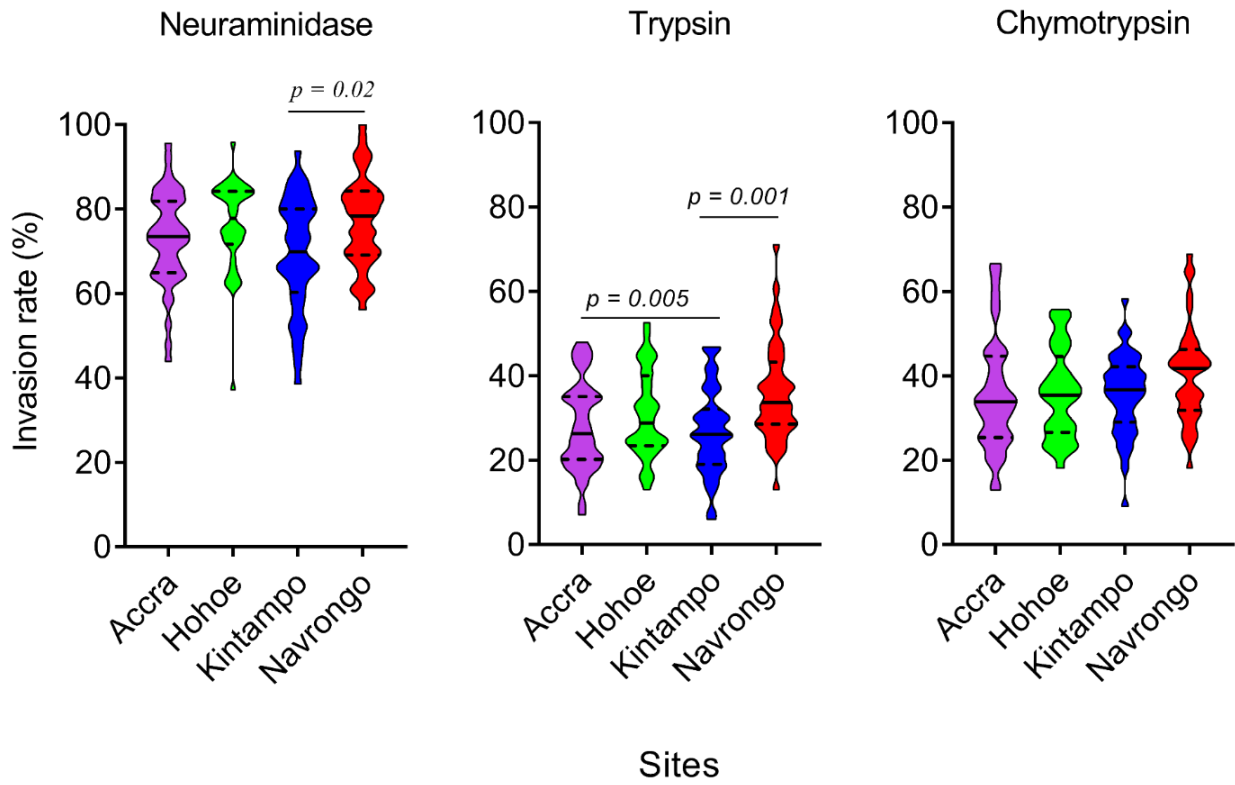 Neuraminidase
Trypsin
Chymotrypsin
Invasion rate (%)
p = 0.02
100
80
60
40
20
0
Accra
Hohoe
Kintampo
Navrongo
p = 0.001
p = 0.005
100
80
60
40
20
0
Accra
Hohoe
Kintampo
Navrongo
100
80
60
40
20
0
Accra
Hohoe
Kintampo
Navrongo
Sites